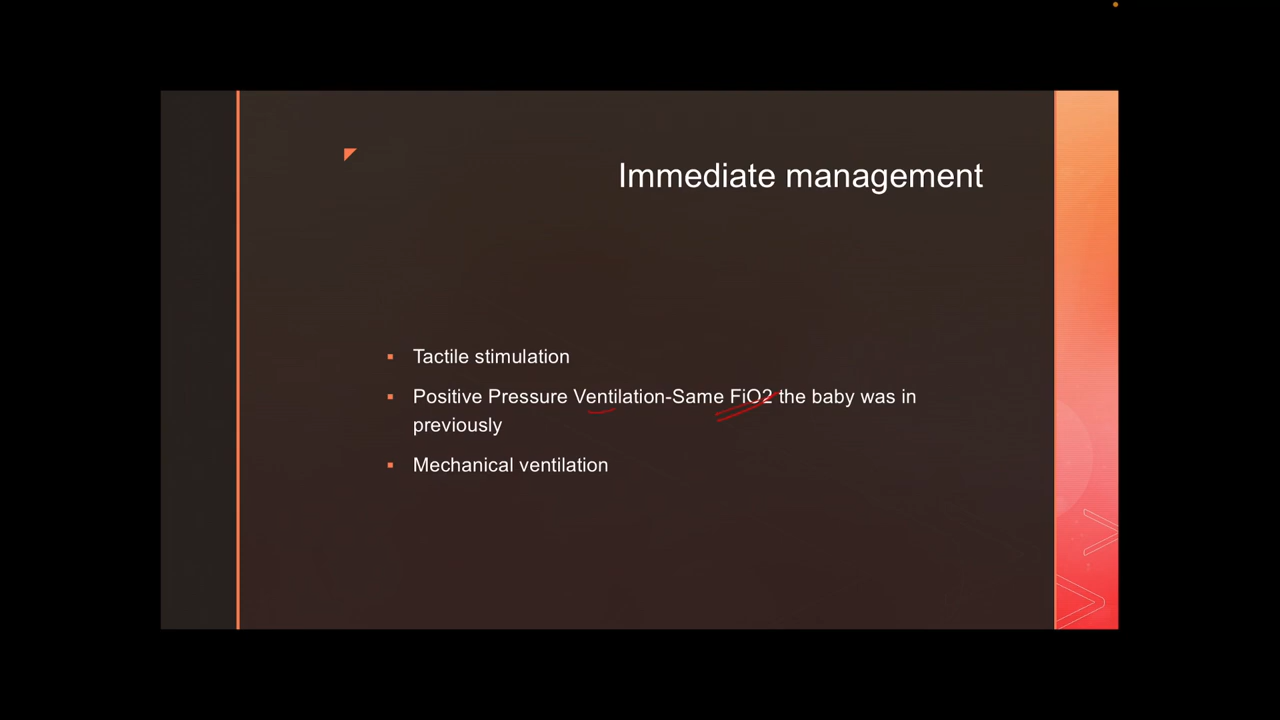 Immediate management
Tactile stimulation
Positive Pressure Ventilation-Same FiO2 the baby was in
previously
Mechanical ventilation